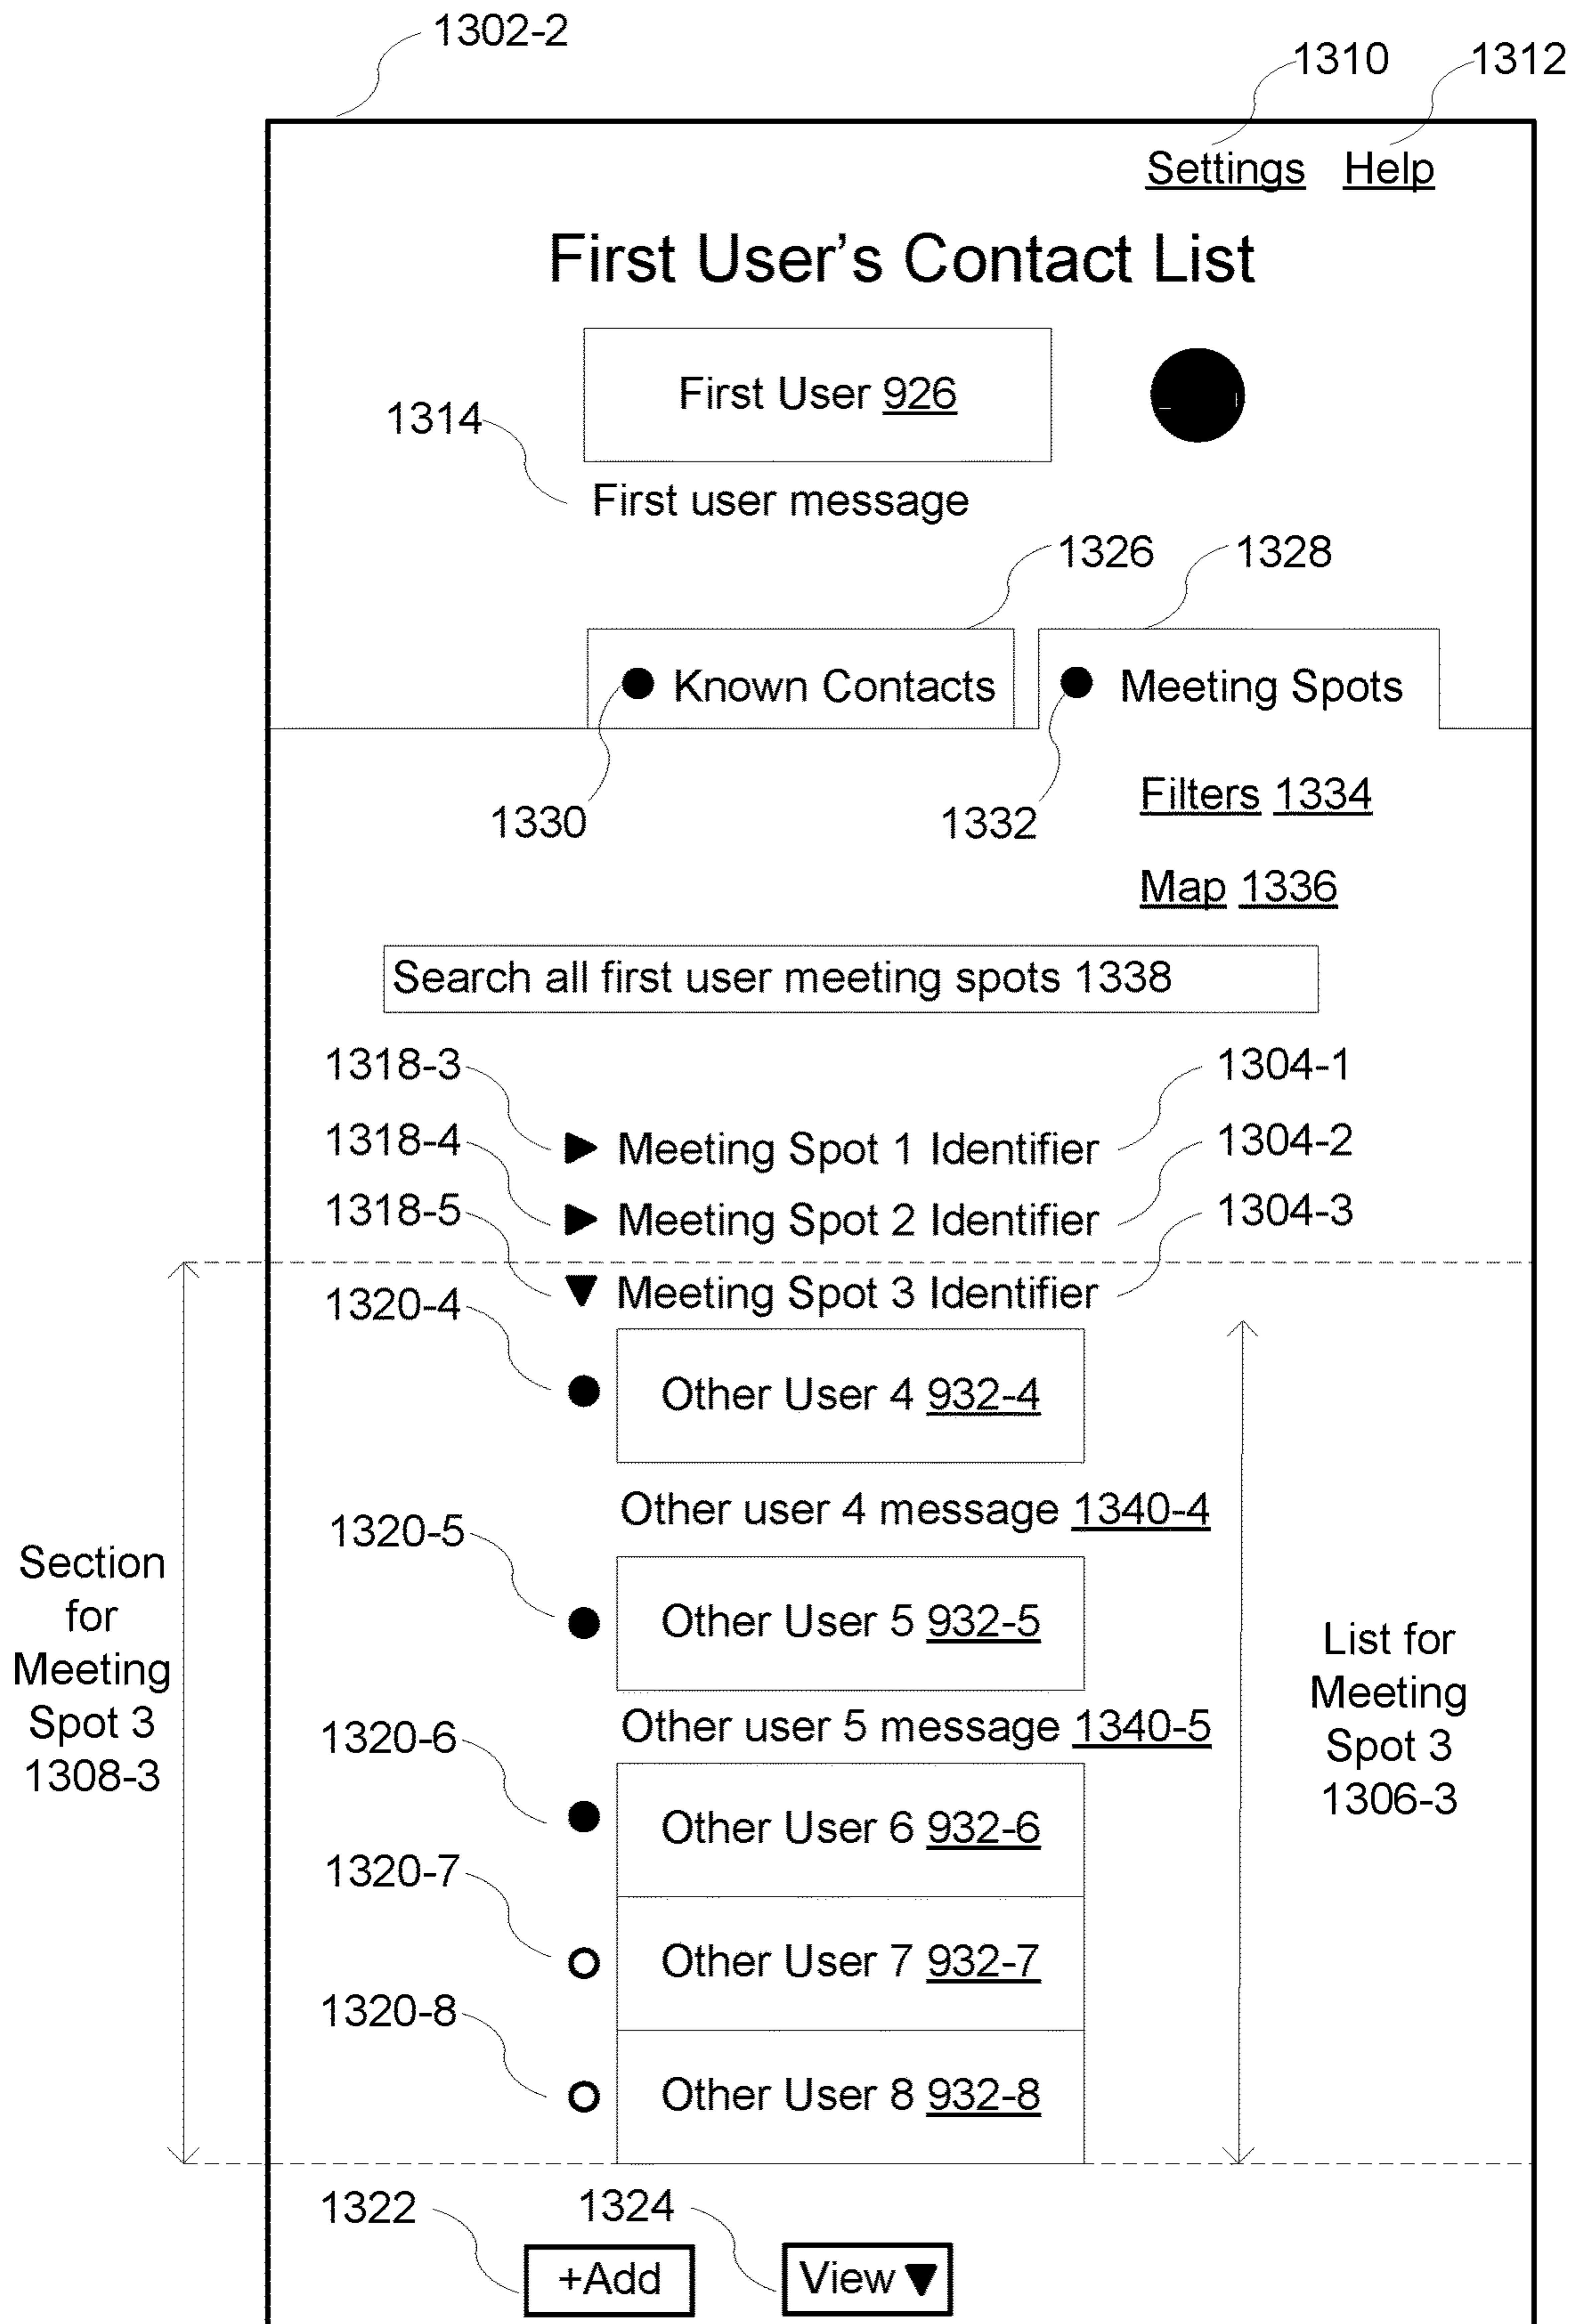 1302-2
1310
1312
Settings Help
First User's Contact List
First User 926
1314
First user message
1326
1328
Known Contacts
Meeting Spots
1330
1332
Filters 1334
Map 1336
Search all first user meeting spots 1338
1318-3
1304-1
Meeting Spot 1 Identifier
1318-4
1304-2
Meeting Spot 2 Identifier
1318-5
1304-3
Meeting Spot 3 Identifier
1320-4
Other User 4 932-4
Other user 4 message 1340-4
1320-5
Other User 5 932-5
Section
for
Meeting
Spot 3
1308-3
List for
Meeting
Spot 3
1306-3
Other user 5 message 1340-5
1320-6
Other User 6 932-6
1320-7
Other User 7 932-7
1320-8
Other User 8 932-8
1322
1324
+Add
View